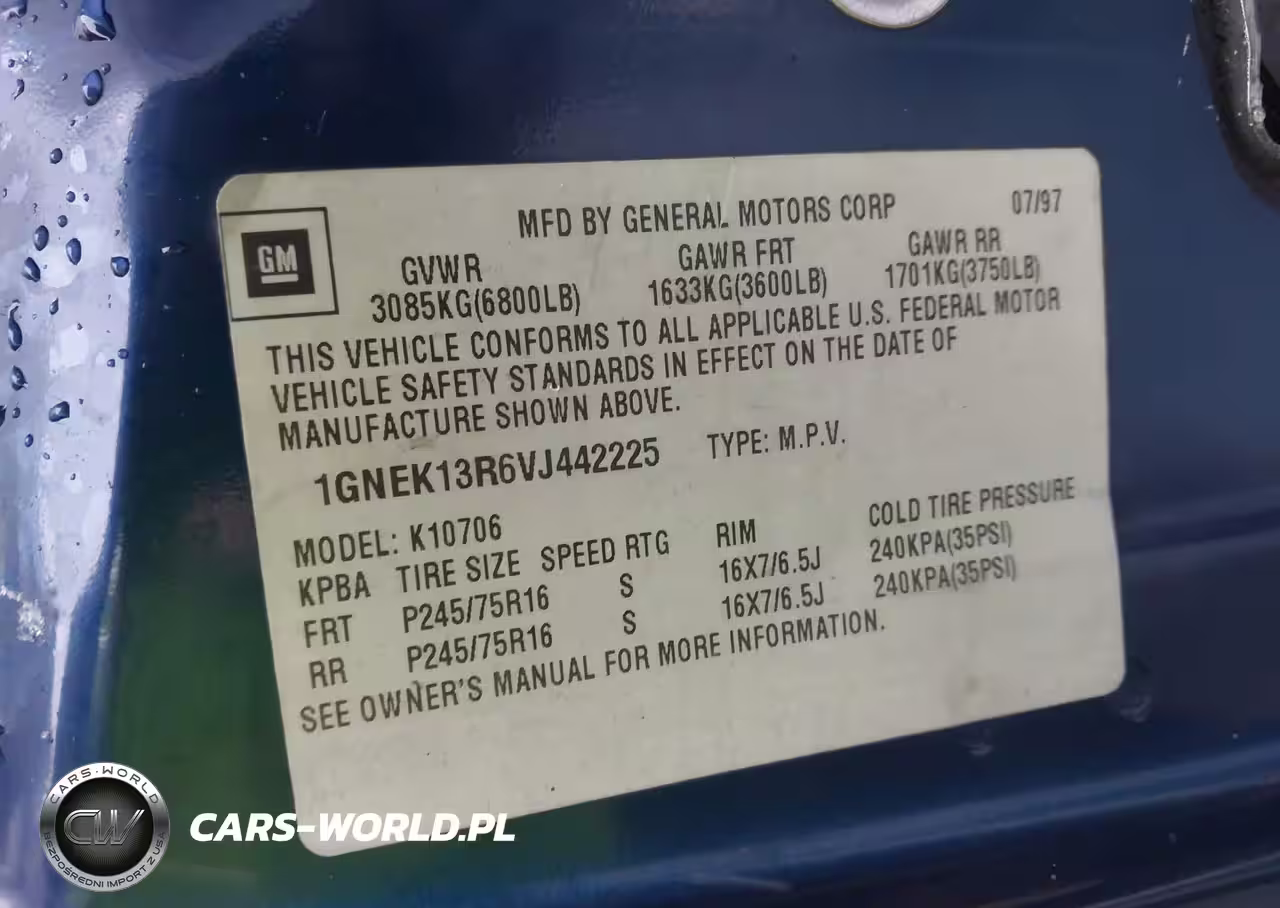 MFD BY GENERAL MOTORS CORP 07/97
GM
GVWR GAWR FRT GAWR RR
3085KG(6800LB) 1633KG(3600LB) 1701KG(3750LB)
THIS VEHICLE CONFORMS TO ALL APPLICABLE U.S. FEDERAL MOTOR
VEHICLE SAFETY STANDARDS IN EFFECT ON THE DATE OF
MANUFACTURE SHOWN ABOVE.
1GNEK13R6VJ442225 TYPE: M.P.V.
MODEL: K10706
KPBA TIRE SIZE SPEED RTG RIM COLD TIRE PRESSURE
FRT P245/75R16 S 16X7/6.5J 240KPA(35PSI)
RR P245/75R16 S 16X7/6.5J 240KPA(35PSI)
SEE OWNER'S MANUAL FOR MORE INFORMATION.
CARS-WORLD
CW
BEZPOŚREDNI IMPORT Z USA
CARS-WORLD.PL